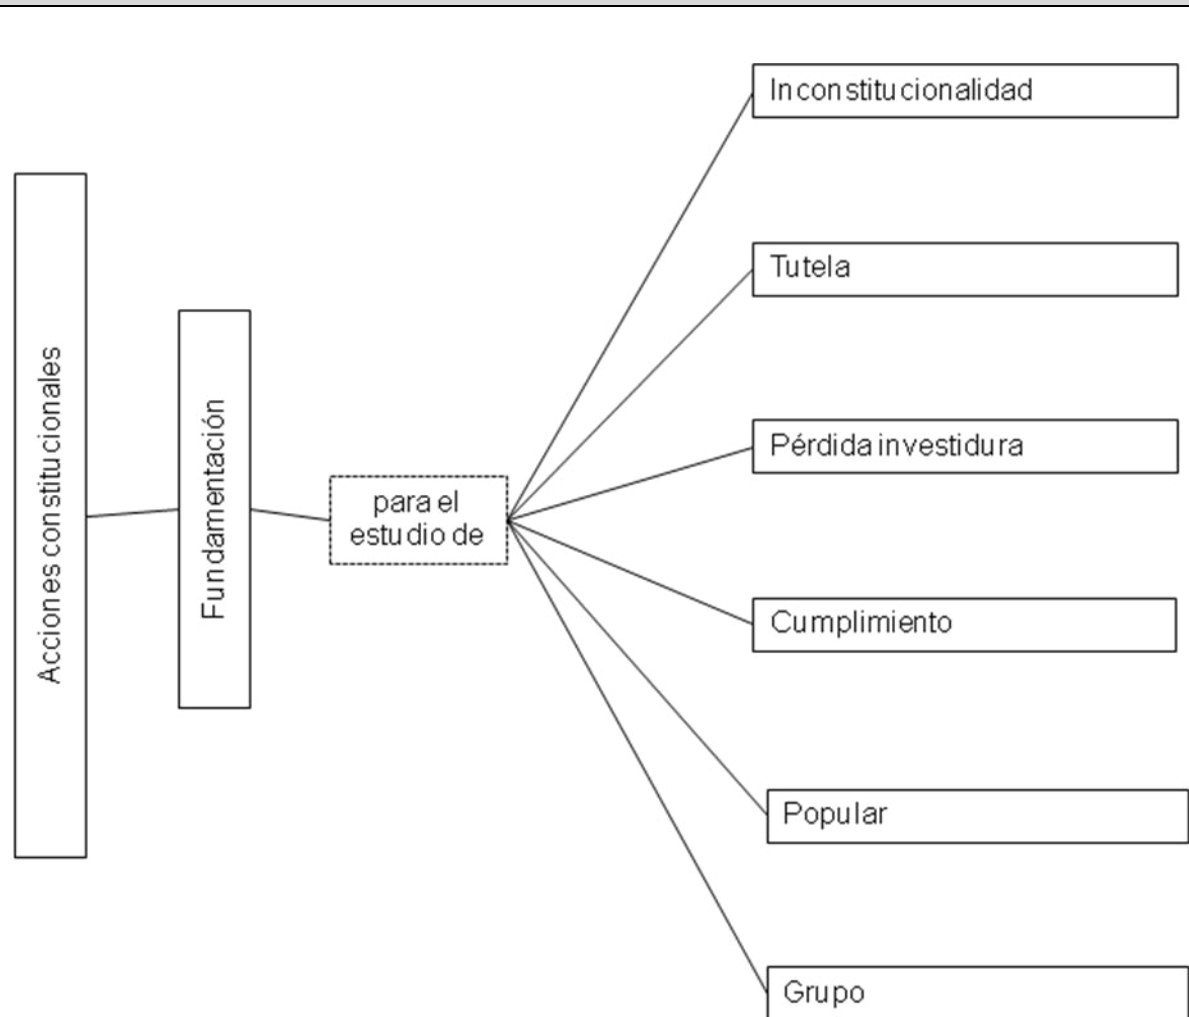 Acciones constitucionales
Fundamentación
para el
estudio de
Inconstitucionalidad
Tutela
Pérdida investidura
Cumplimiento
Popular
Grupo